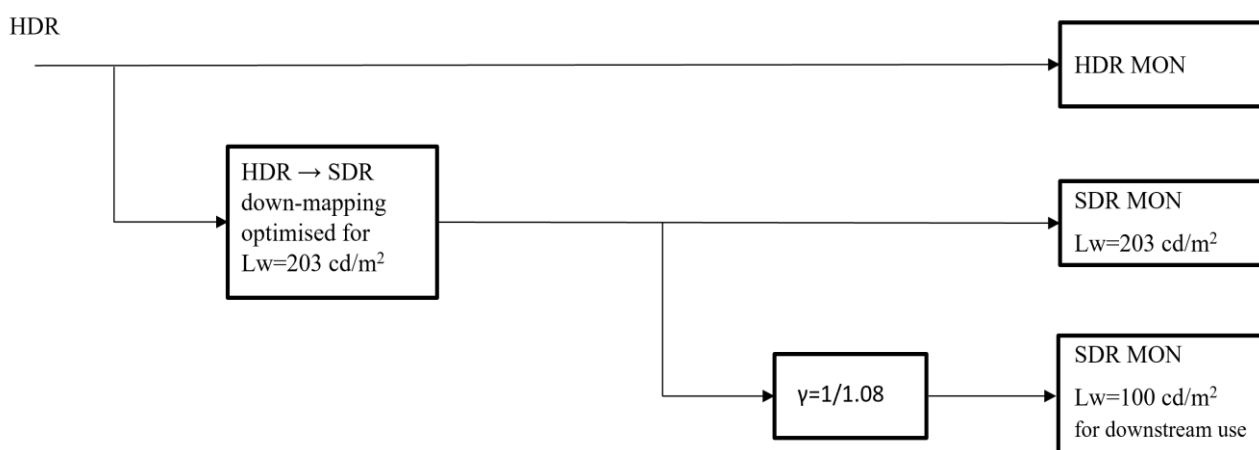 HDR
HDR MON
HDR → SDR
down-mapping
optimised for
Lw=203 cd/m²
SDR MON
Lw=203 cd/m²
γ=1/1.08
SDR MON
Lw=100 cd/m²
for downstream use